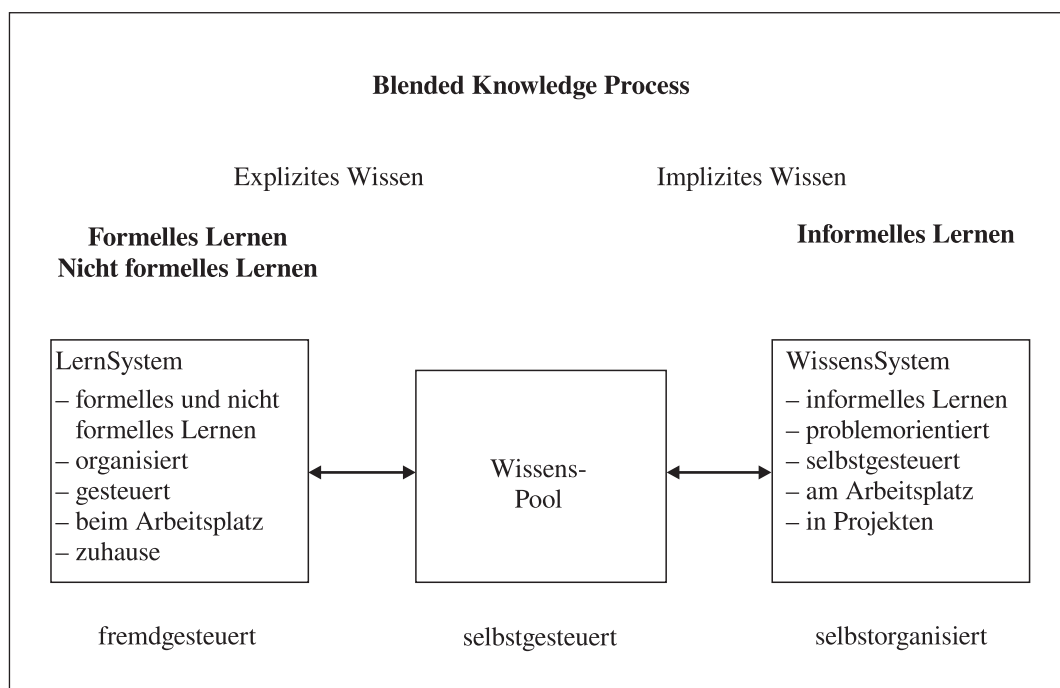 Blended Knowledge Process
Explizites Wissen
Implizites Wissen
Formelles Lernen
Nicht formelles Lernen
Informelles Lernen
LernSystem
– formelles und nicht
formelles Lernen
– organisiert
– gesteuert
– beim Arbeitsplatz
– zuhause
Wissens-
Pool
WissensSystem
– informelles Lernen
– problemorientiert
– selbstgesteuert
– am Arbeitsplatz
– in Projekten
fremdgesteuert
selbstgesteuert
selbstorganisiert